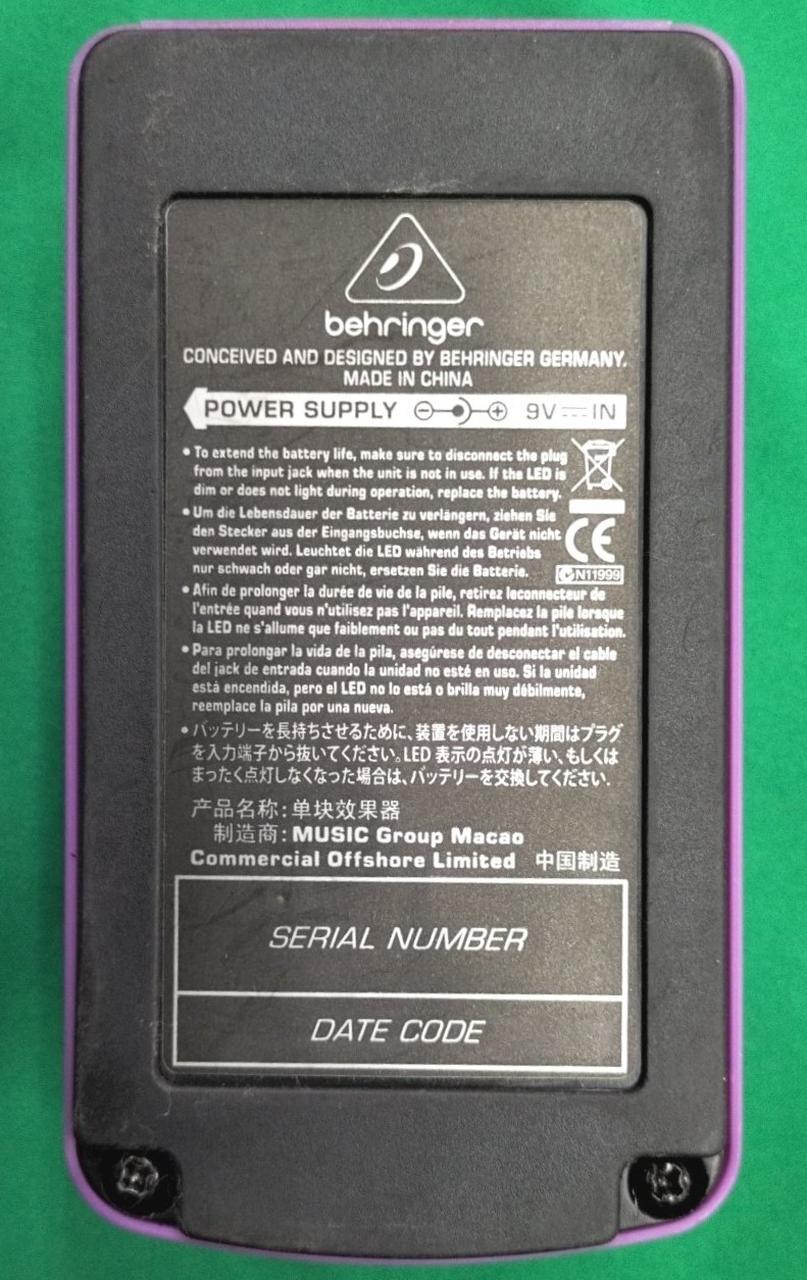 behringer
CONCEIVED AND DESIGNED BY BEHRINGER GERMANY.
MADE IN CHINA
POWER SUPPLY 9V IN
• To extend the battery life, make sure to disconnect the plug
from the input jack when the unit is not in use. If the LED is
dim or does not light during operation, replace the battery.
• Um die Lebensdauer der Batterie zu verlängern, ziehen Sie
den Stecker aus der Eingangsbuchse, wenn das Gerät nicht
verwendet wird. Leuchtet die LED während des Betriebs
nur schwach oder gar nicht, ersetzen Sie die Batterie.
CE
N11999
• Afin de prolonger la durée de vie de la pile, retirez leconnecteur de
l'entrée quand vous n'utilisez pas l'appareil. Remplacez la pile lorsque
la LED ne s'allume que faiblement ou pas du tout pendant l'utilisation.
• Para prolongar la vida de la pila, asegúrese de desconectar el cable
del jack de entrada cuando la unidad no esté en uso. Si la unidad
está encendida, pero el LED no lo está o brilla muy débilmente,
reemplace la pila por una nueva.
• バッテリーを長持ちさせるために、装置を使用しない期間はプラグ
を入力端子から抜いてください。LED 表示の点灯が薄い、もしくは
まったく点灯しなくなった場合は、バッテリーを交換してください.
产品名称: 单块效果器
制造商: MUSIC Group Macao
Commercial Offshore Limited 中国制造
SERIAL NUMBER
DATE CODE